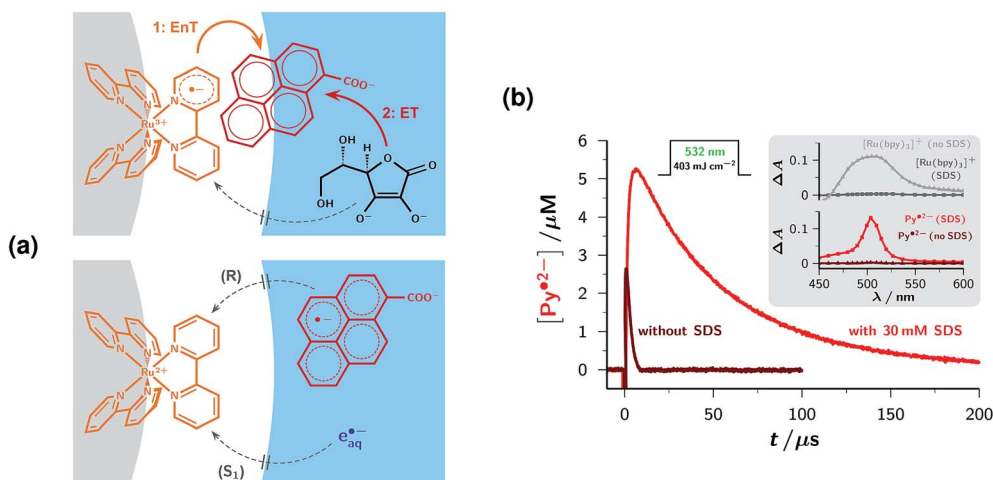 (a)
1: EnT
N
N
N
N
N
N
Ru³⁺
•−
COO⁻
2: ET
OH
HO
H
O
O
O⁻
O⁻
(R)
N
N
N
N
N
N
Ru²⁺
•−
COO⁻
e•−aq
(S₁)
(b)
[Py•²⁻] /μM
6
5
4
3
2
1
0
532 nm
403 mJ cm⁻²
without SDS
with 30 mM SDS
0
50
100
150
200
t /μs
[Ru(bpy)₃]⁺ (no SDS)
[Ru(bpy)₃]⁺
(SDS)
ΔA
0.1
0
Py•²⁻ (SDS)
Py•²⁻ (no SDS)
ΔA
0.1
0
450
500
550
600
λ / nm